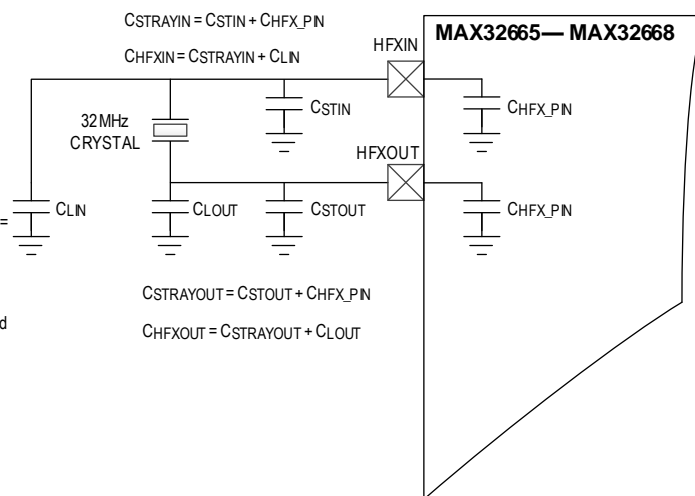 CSTRAYIN = CSTIN + CHFX_PIN
CHFXIN = CSTRAYIN + CLIN
HFXIN
MAX32665— MAX32668
CSTIN
CHFX_PIN
32MHz
CRYSTAL
HFXOUT
=
CLIN
CLOUT
CSTOUT
CHFX_PIN
CSTRAYOUT = CSTOUT + CHFX_PIN
d
CHFXOUT = CSTRAYOUT + CLOUT